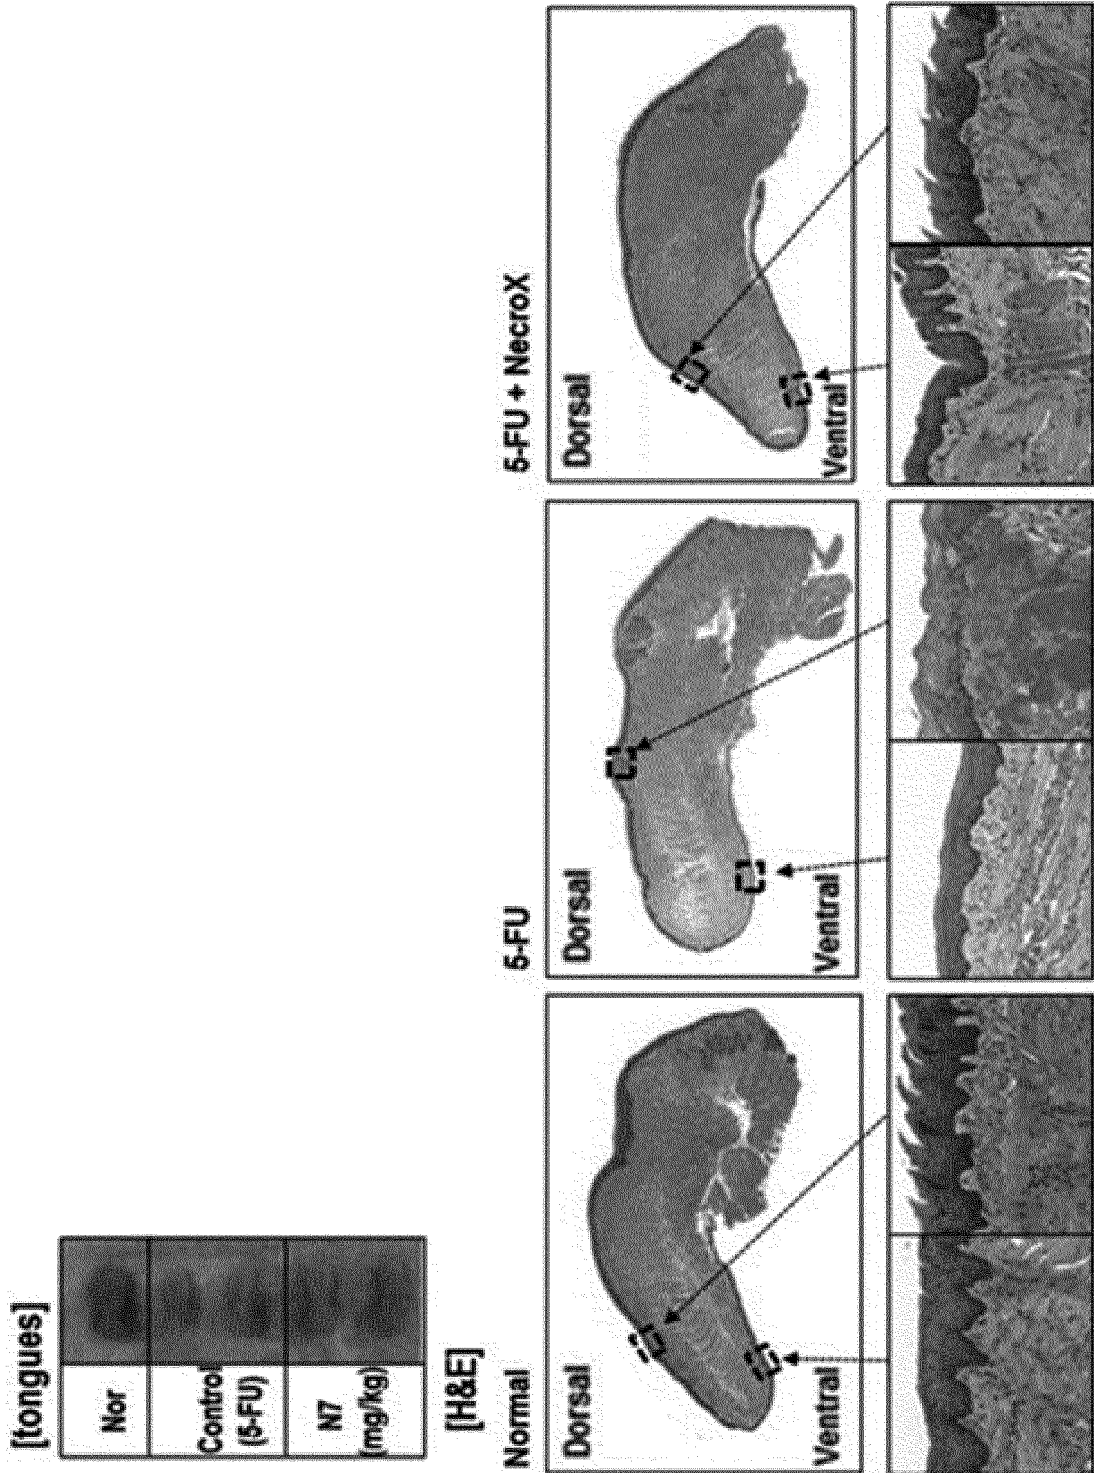 [tongues]
Nor
Control
(5-FU)
N7
(mg/kg)
[H&E]
Normal
5-FU
5-FU + NecroX
Dorsal
Ventral
Dorsal
Ventral
Dorsal
Ventral